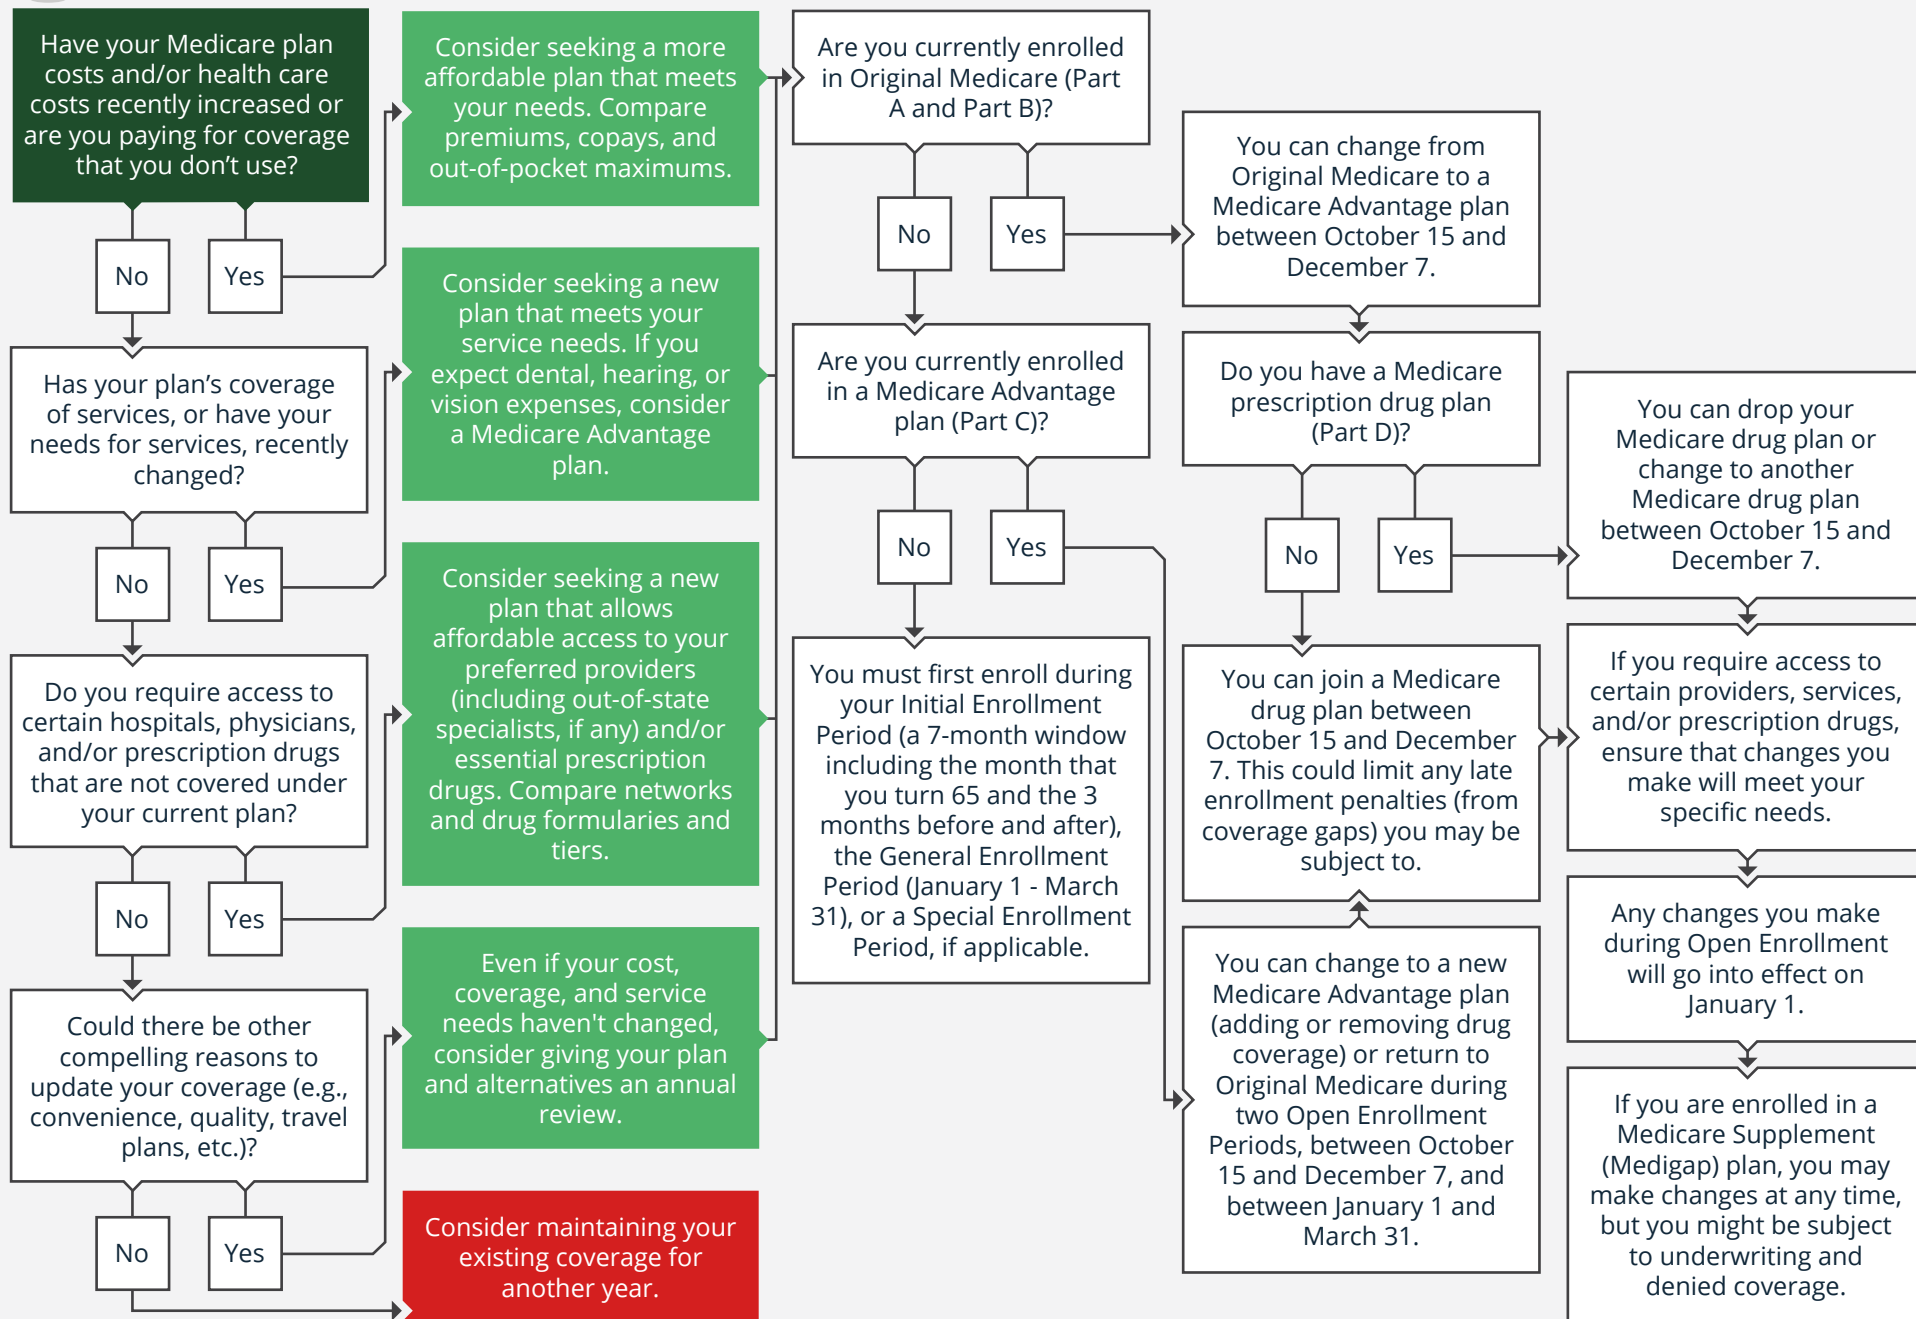 Have your Medicare plan
costs and/or health care
costs recently increased or
are you paying for coverage
that you don’t use?
No
Yes
Has your plan’s coverage
of services, or have your
needs for services, recently
changed?
No
Yes
Do you require access to
certain hospitals, physicians,
and/or prescription drugs
that are not covered under
your current plan?
No
Yes
Could there be other
compelling reasons to
update your coverage (e.g.,
convenience, quality, travel
plans, etc.)?
No
Yes
Consider seeking a more
affordable plan that meets
your needs. Compare
premiums, copays, and
out-of-pocket maximums.
Consider seeking a new
plan that meets your
service needs. If you
expect dental, hearing, or
vision expenses, consider
a Medicare Advantage
plan.
Consider seeking a new
plan that allows
affordable access to your
preferred providers
(including out-of-state
specialists, if any) and/or
essential prescription
drugs. Compare networks
and drug formularies and
tiers.
Even if your cost,
coverage, and service
needs haven't changed,
consider giving your plan
and alternatives an annual
review.
Consider maintaining your
existing coverage for
another year.
Are you currently enrolled
in Original Medicare (Part
A and Part B)?
No
Yes
Are you currently enrolled
in a Medicare Advantage
plan (Part C)?
No
Yes
You must first enroll during
your Initial Enrollment
Period (a 7-month window
including the month that
you turn 65 and the 3
months before and after),
the General Enrollment
Period (January 1 - March
31), or a Special Enrollment
Period, if applicable.
You can change from
Original Medicare to a
Medicare Advantage plan
between October 15 and
December 7.
Do you have a Medicare
prescription drug plan
(Part D)?
No
Yes
You can join a Medicare
drug plan between
October 15 and December
7. This could limit any late
enrollment penalties (from
coverage gaps) you may be
subject to.
You can change to a new
Medicare Advantage plan
(adding or removing drug
coverage) or return to
Original Medicare during
two Open Enrollment
Periods, between October
15 and December 7, and
between January 1 and
March 31.
You can drop your
Medicare drug plan or
change to another
Medicare drug plan
between October 15 and
December 7.
If you require access to
certain providers, services,
and/or prescription drugs,
ensure that changes you
make will meet your
specific needs.
Any changes you make
during Open Enrollment
will go into effect on
January 1.
If you are enrolled in a
Medicare Supplement
(Medigap) plan, you may
make changes at any time,
but you might be subject
to underwriting and
denied coverage.